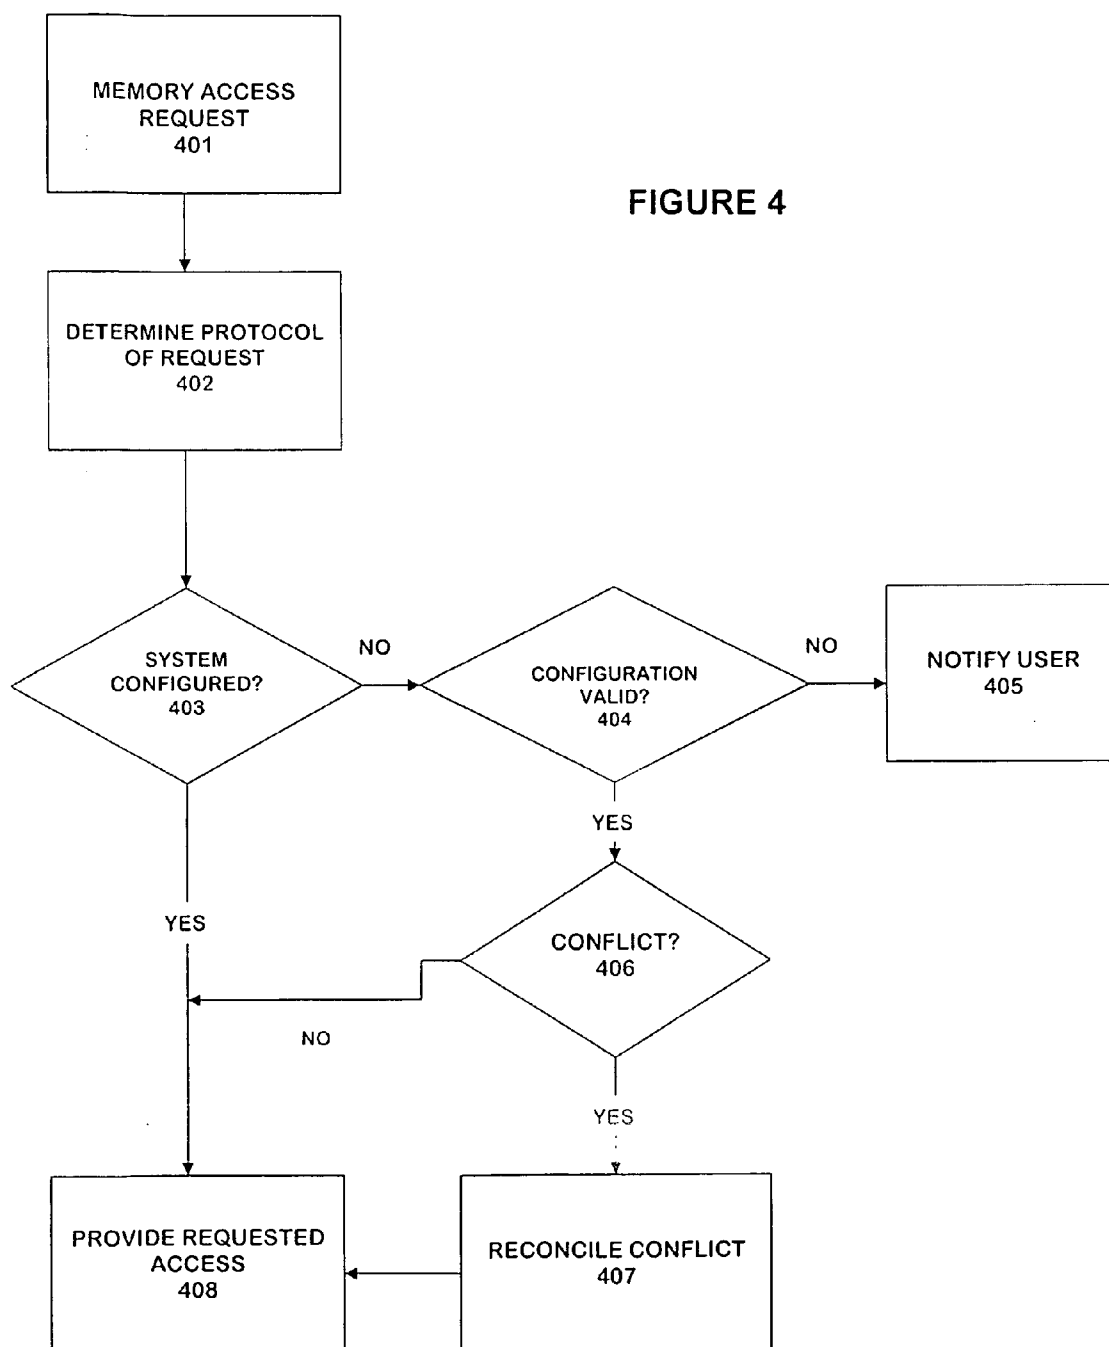 MEMORY ACCESS
REQUEST
401
FIGURE 4
DETERMINE PROTOCOL
OF REQUEST
402
SYSTEM
CONFIGURED?
403
NO
CONFIGURATION
VALID?
404
NO
NOTIFY USER
405
YES
YES
CONFLICT?
406
NO
YES
PROVIDE REQUESTED
ACCESS
408
RECONCILE CONFLICT
407